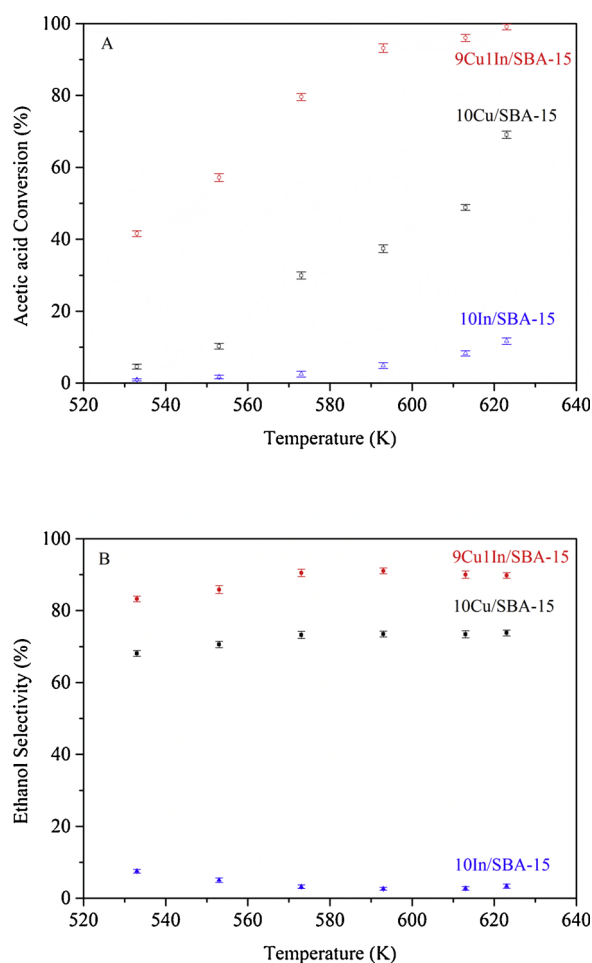 100
A
9Cu1In/SBA-15
80
10Cu/SBA-15
60
Acetic acid Conversion (%)
40
20
10In/SBA-15
0
520 540 560 580 600 620 640
Temperature (K)
100
B
9Cu1In/SBA-15
80
10Cu/SBA-15
60
Ethanol Selectivity (%)
40
20
10In/SBA-15
0
520 540 560 580 600 620 640
Temperature (K)